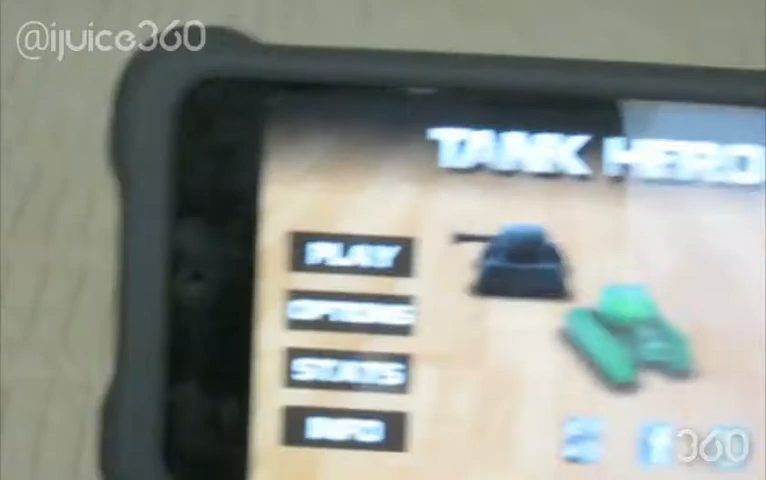 @ijuice360
TANK HERO
PLAY
OPTIONS
STATS
INFO
f
360